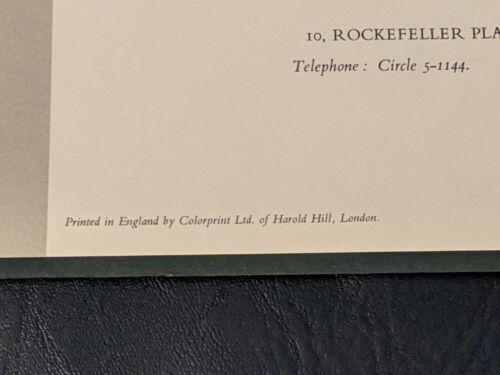 10, ROCKEFELLER PLA
Telephone : Circle 5-1144.
Printed in England by Colorprint Ltd. of Harold Hill, London.